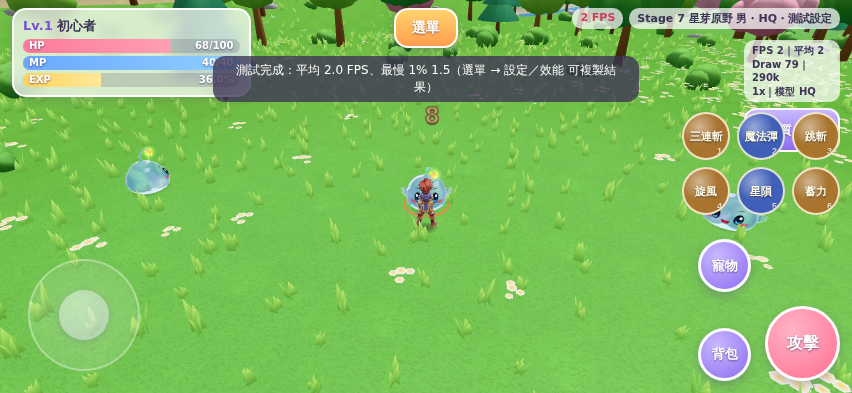 Lv.1 初心者
HP 68/100
MP
EXP
選單
2 FPS
Stage 7 星芽原野 男・HQ・測試設定
FPS 2｜平均 2
Draw 79｜
290k
1x｜模型 HQ
測試完成：平均 2.0 FPS、最慢 1% 1.5（選單 → 設定／效能 可複製結
果）
8
三連斬 1
魔法彈 2
跳斬 3
旋風 4
星隕 5
蓄力 6
寵物
背包
攻擊